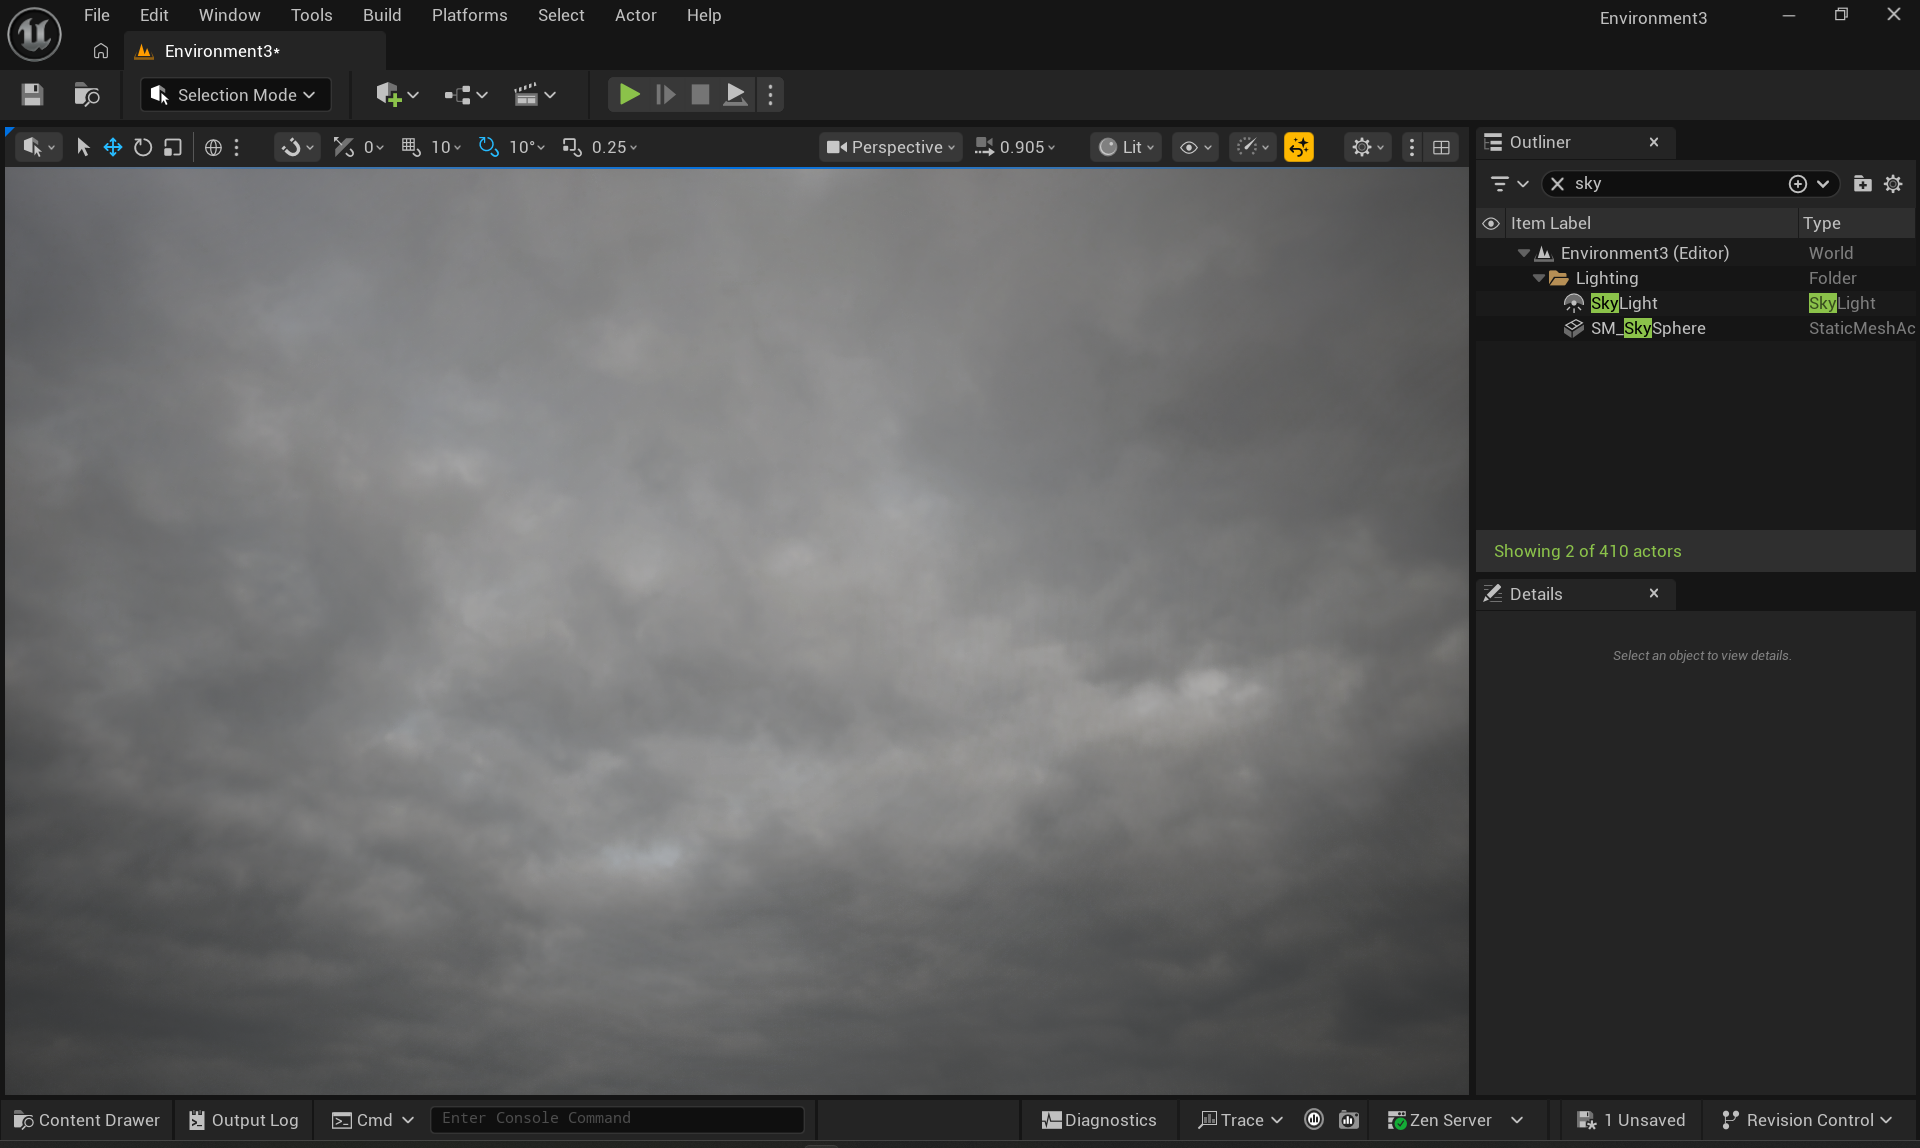 File Edit Window Tools Build Platforms Select Actor Help
Environment3
Environment3*
Selection Mode
0 10 10° 0.25 Perspective 0.905 Lit
Outliner
sky
Item Label Type
Environment3 (Editor) World
Lighting Folder
SkyLight SkyLight
SM_SkySphere StaticMeshAc
Showing 2 of 410 actors
Details
Select an object to view details.
Content Drawer Output Log Cmd Enter Console Command Diagnostics Trace Zen Server 1 Unsaved Revision Control